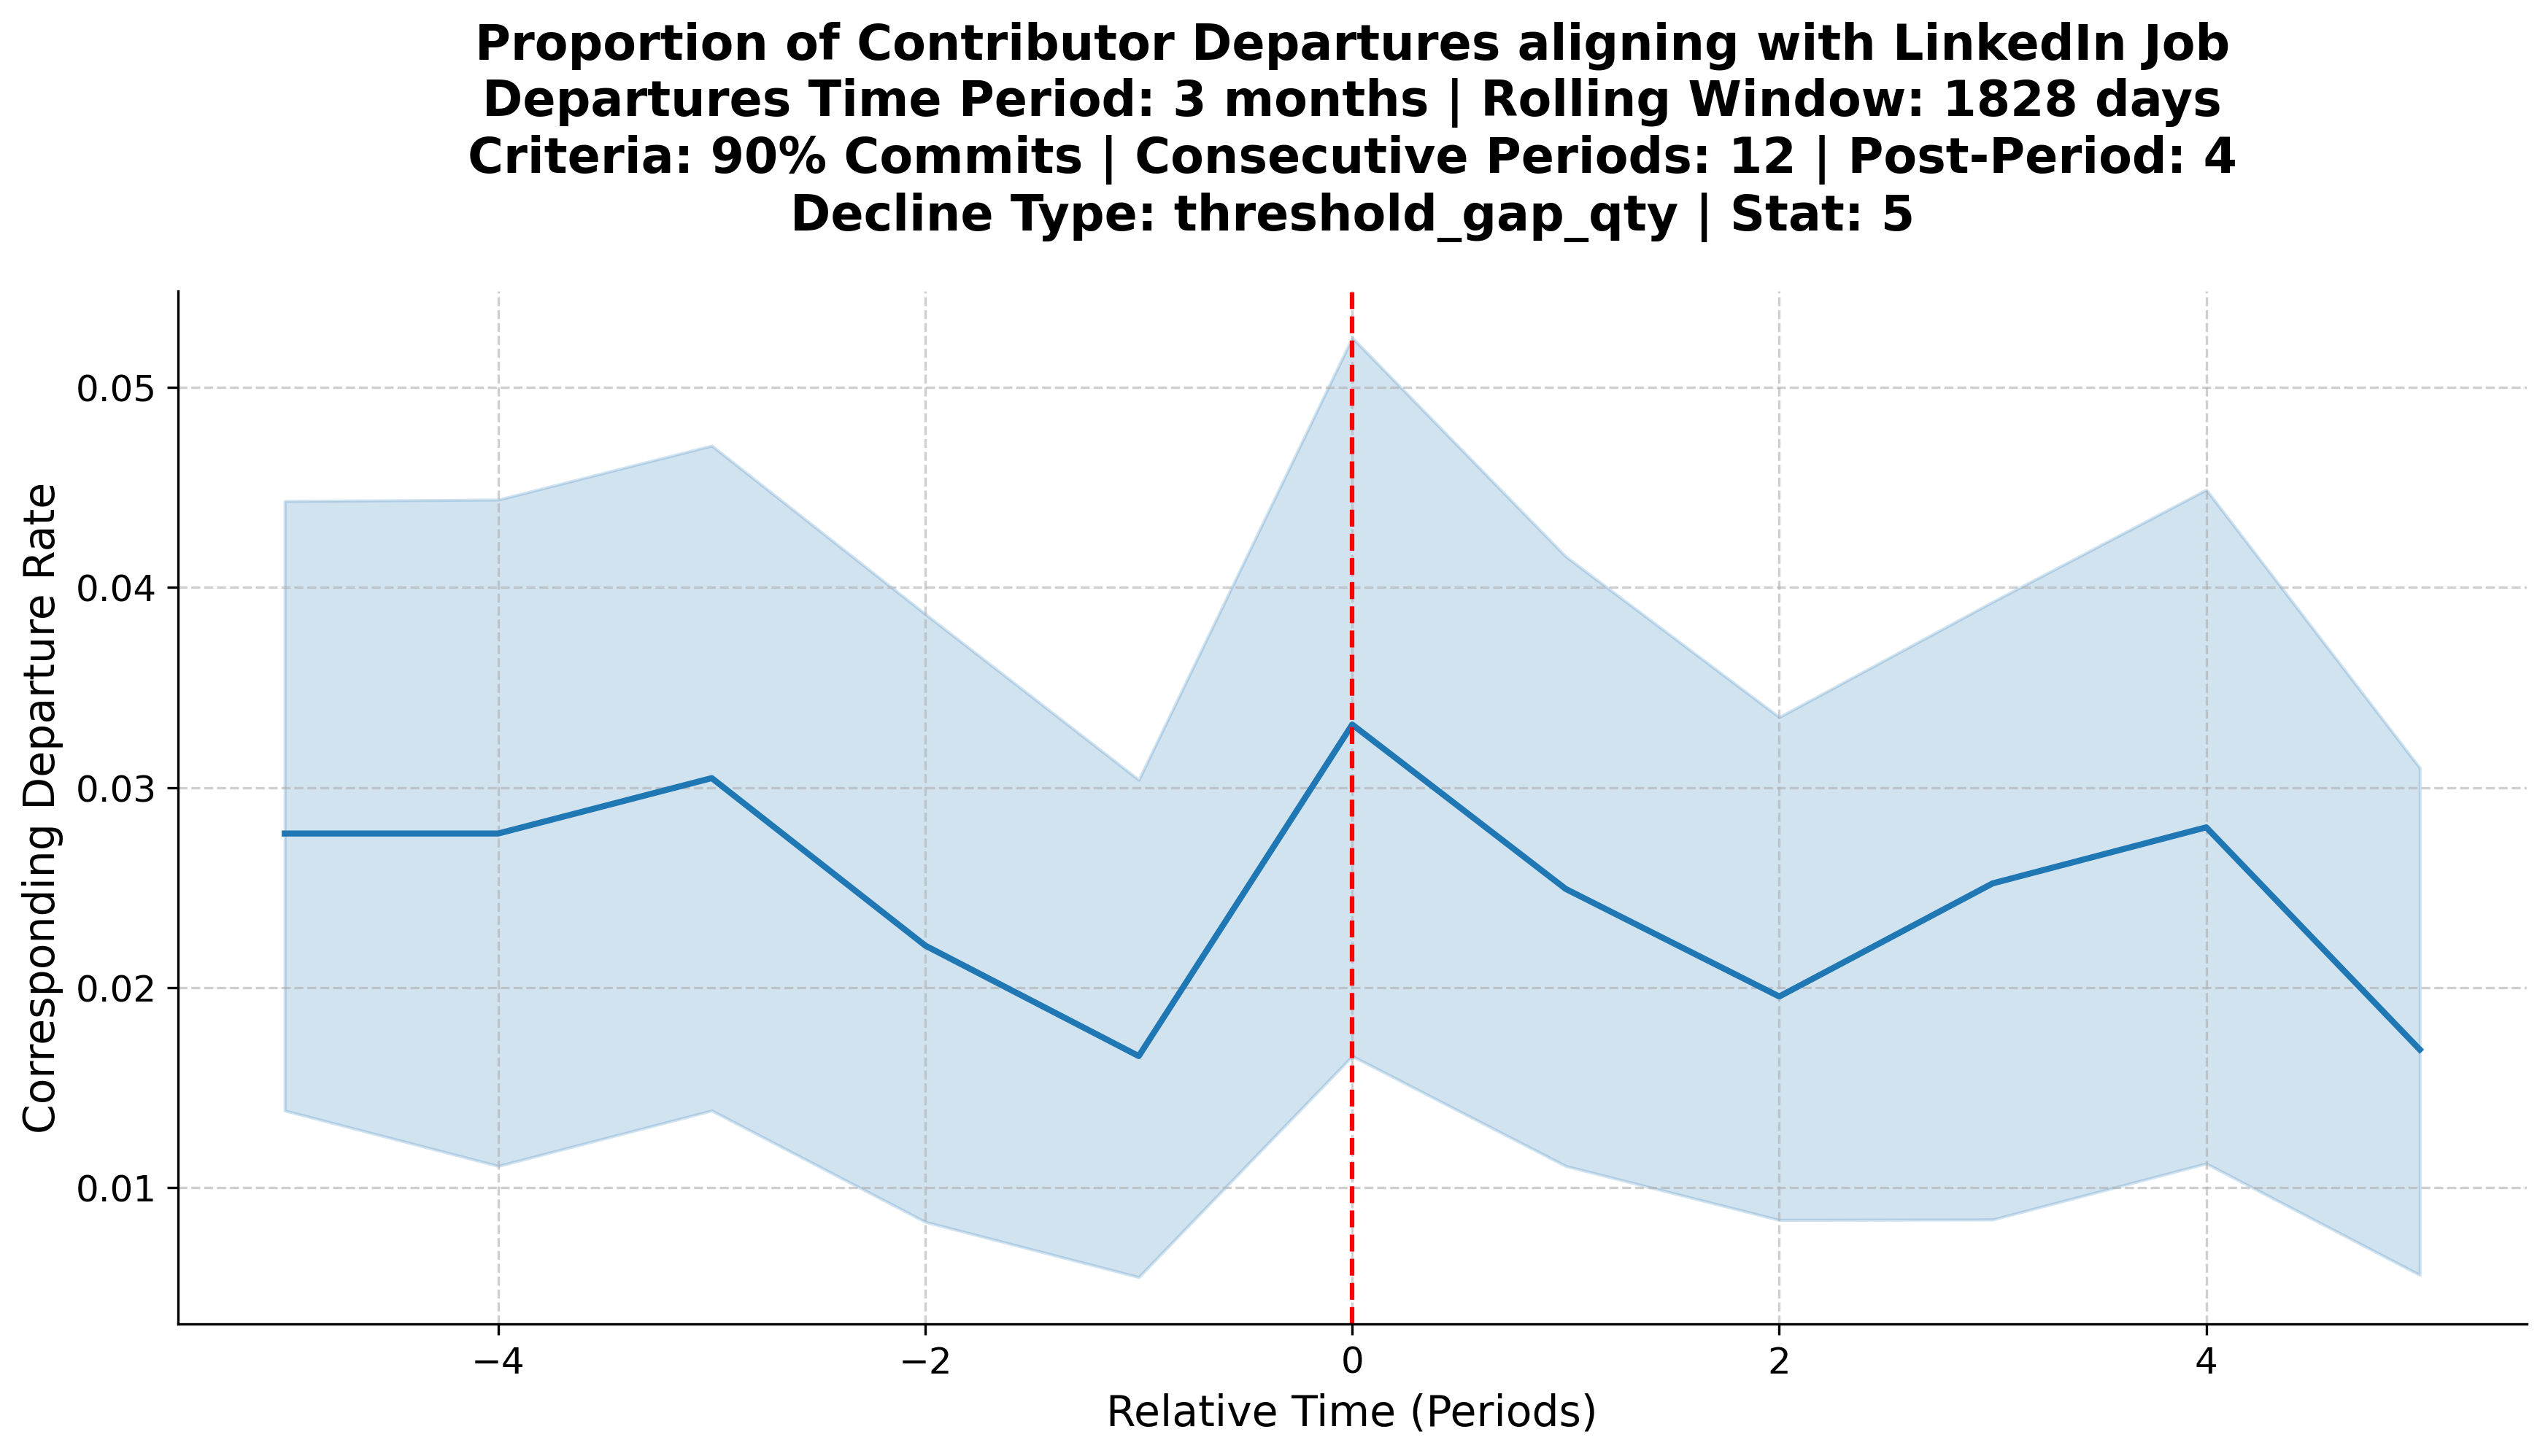 Proportion of Contributor Departures aligning with LinkedIn Job
Departures Time Period: 3 months | Rolling Window: 1828 days
Criteria: 90% Commits | Consecutive Periods: 12 | Post-Period: 4
Decline Type: threshold_gap_qty | Stat: 5
Corresponding Departure Rate
0.05
0.04
0.03
0.02
0.01
−4
−2
0
2
4
Relative Time (Periods)